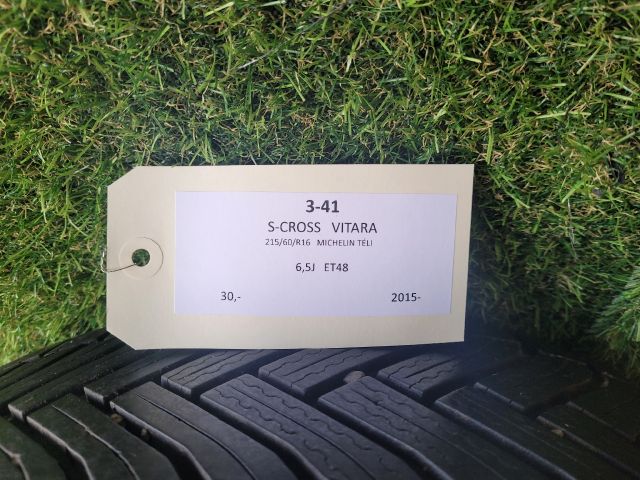 3-41
S-CROSS VITARA
215/60/R16 MICHELIN TÉLI
6,5J ET48
30,- 2015-